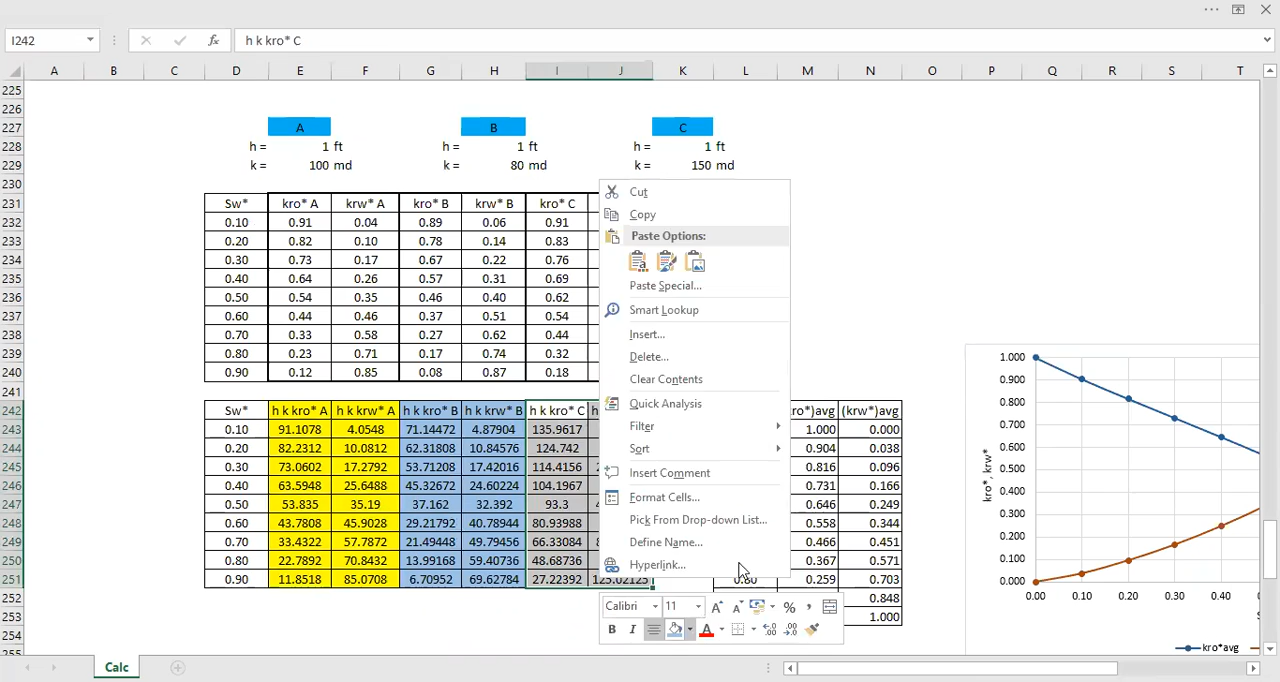 I242
h k kro* C
A B C D E F G H I J K L M N O P Q R S T
225
226
227 A B C
228 h = 1 ft h = 1 ft h = 1 ft
229 k = 100 md k = 80 md k = 150 md
230
231 Sw* kro* A krw* A kro* B krw* B kro* C
232 0.10 0.91 0.04 0.89 0.06 0.91
233 0.20 0.82 0.10 0.78 0.14 0.83
234 0.30 0.73 0.17 0.67 0.22 0.76
235 0.40 0.64 0.26 0.57 0.31 0.69
236 0.50 0.54 0.35 0.46 0.40 0.62
237 0.60 0.44 0.46 0.37 0.51 0.54
238 0.70 0.33 0.58 0.27 0.62 0.44
239 0.80 0.23 0.71 0.17 0.74 0.32
240 0.90 0.12 0.85 0.08 0.87 0.18
241
242 Sw* h k kro* A h k krw* A h k kro* B h k krw* B h k kro* C (krw*)avg
243 0.10 91.1078 4.0548 71.14472 4.87904 135.9617 1.000 0.000
244 0.20 82.2312 10.0812 62.31808 10.84576 124.742 0.904 0.038
245 0.30 73.0602 17.2792 53.71208 17.42016 114.4156 0.816 0.096
246 0.40 63.5948 25.6488 45.32672 24.60224 104.1967 0.731 0.166
247 0.50 53.835 35.19 37.162 32.392 93.3 0.646 0.249
248 0.60 43.7808 45.9028 29.21792 40.78944 80.93988 0.558 0.344
249 0.70 33.4322 57.7872 21.49448 49.79456 66.33084 0.466 0.451
250 0.80 22.7892 70.8432 13.99168 59.40736 48.68736 0.367 0.571
251 0.90 11.8518 85.0708 6.70952 69.62784 27.22392 125.02125 0.80 0.259 0.703
252 0.848
253 1.000
254
255
Cut
Copy
Paste Options:
Paste Special...
Smart Lookup
Insert...
Delete...
Clear Contents
Quick Analysis
Filter
Sort
Insert Comment
Format Cells...
Pick From Drop-down List...
Define Name...
Hyperlink...
Calibri 11 A A %
B I A
1.000
0.900
0.800
0.700
0.600
0.500
0.400
0.300
0.200
0.100
0.000
kro*, krw*
0.00 0.10 0.20 0.30 0.40
kro*avg
Calc